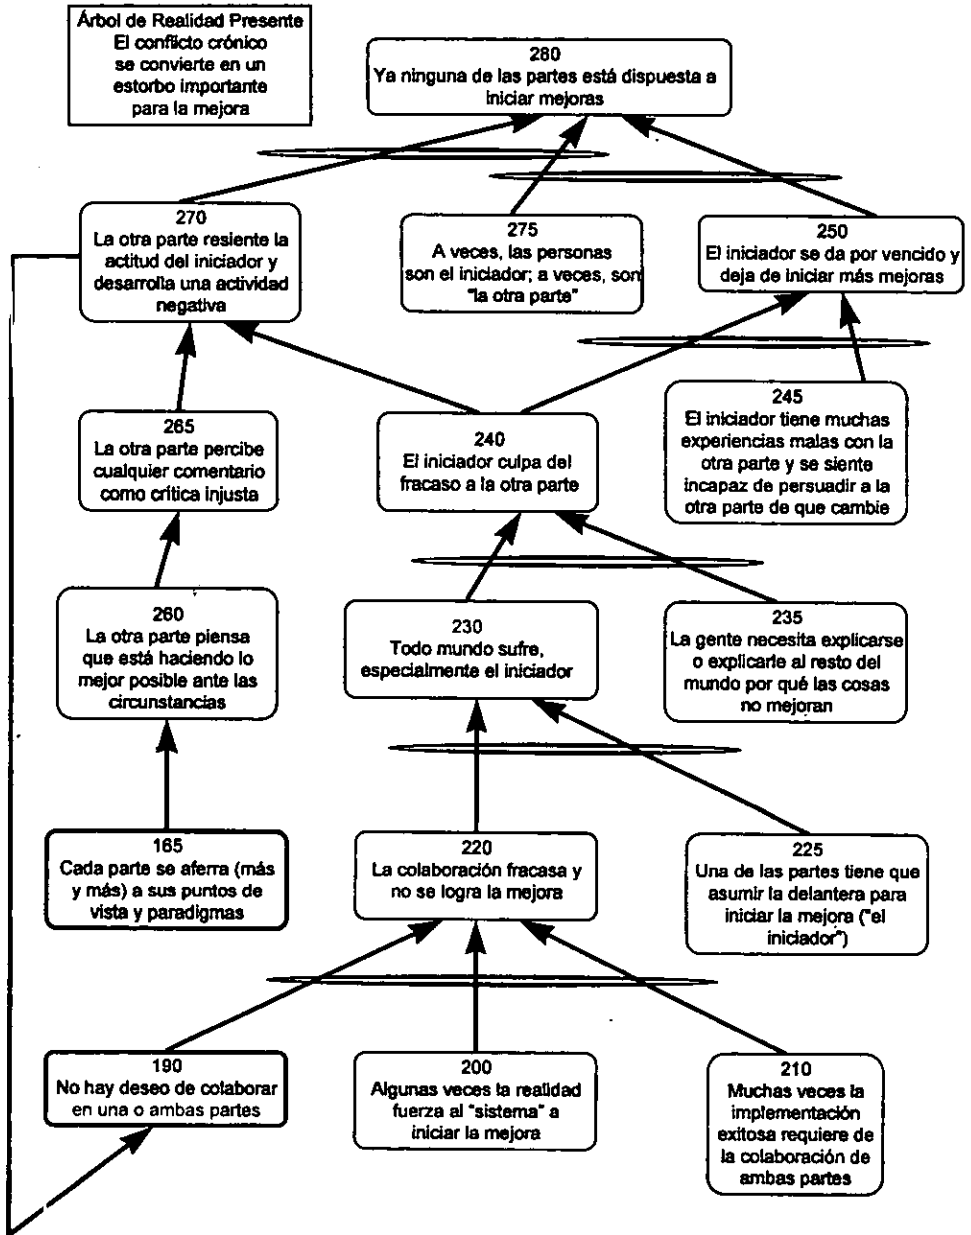 Árbol de Realidad Presente
El conflicto crónico
se convierte en un
estorbo importante
para la mejora
280
Ya ninguna de las partes está dispuesta a
iniciar mejoras
270
La otra parte resiente la
actitud del iniciador y
desarrolla una actividad
negativa
275
A veces, las personas
son el iniciador; a veces, son
"la otra parte"
250
El iniciador se da por vencido y
deja de iniciar más mejoras
265
La otra parte percibe
cualquier comentario
como crítica injusta
240
El iniciador culpa del
fracaso a la otra parte
245
El iniciador tiene muchas
experiencias malas con la
otra parte y se siente
incapaz de persuadir a la
otra parte de que cambie
260
La otra parte piensa
que está haciendo lo
mejor posible ante las
circunstancias
230
Todo mundo sufre,
especialmente el iniciador
235
La gente necesita explicarse
o explicarle al resto del
mundo por qué las cosas
no mejoran
165
Cada parte se aferra (más
y más) a sus puntos de
vista y paradigmas
220
La colaboración fracasa y
no se logra la mejora
225
Una de las partes tiene que
asumir la delantera para
iniciar la mejora ("el
iniciador")
190
No hay deseo de colaborar
en una o ambas partes
200
Algunas veces la realidad
fuerza al "sistema" a
iniciar la mejora
210
Muchas veces la
implementación
exitosa requiere de
la colaboración de
ambas partes